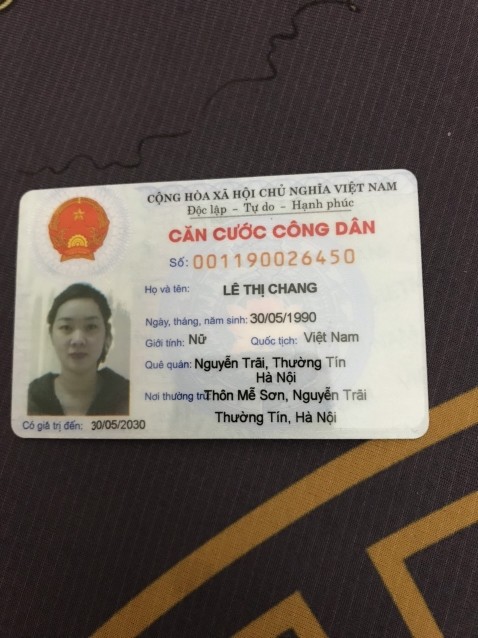 CỘNG HÒA XÃ HỘI CHỦ NGHĨA VIỆT NAM
Độc lập - Tự do - Hạnh phúc
CĂN CƯỚC CÔNG DÂN
Số: 001190026450
Họ và tên: LÊ THỊ CHANG
Ngày, tháng, năm sinh: 30/05/1990
Giới tính: Nữ Quốc tịch: Việt Nam
Quê quán: Nguyễn Trãi, Thường Tín
Hà Nội
Nơi thường trú: Thôn Mễ Sơn, Nguyễn Trãi
Thường Tín, Hà Nội
Có giá trị đến: 30/05/2030